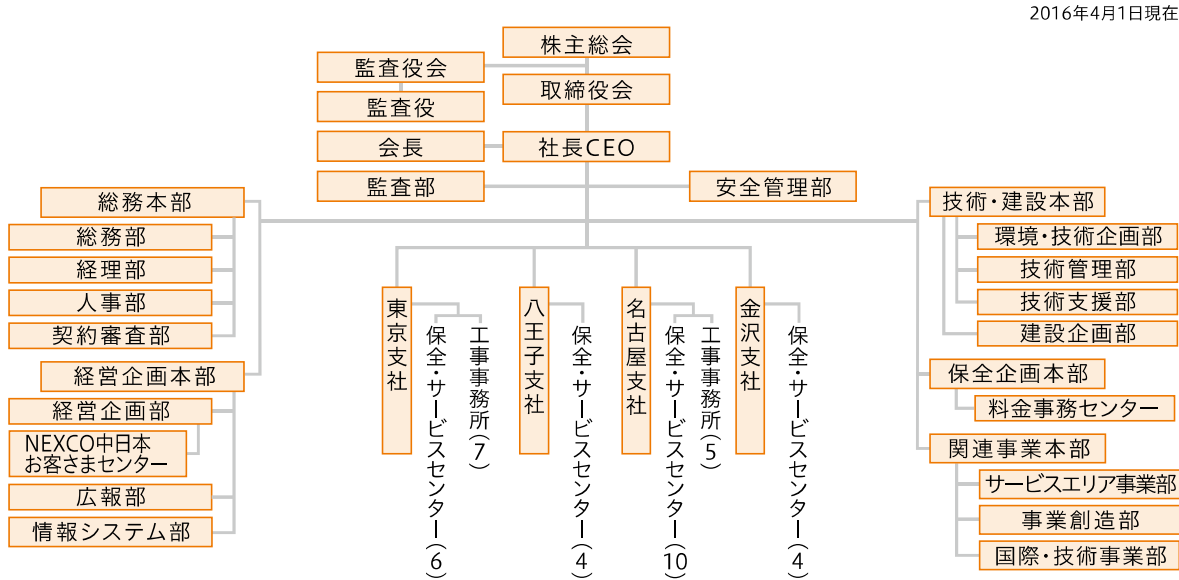 2016年4月1日現在
株主総会
監査役会
取締役会
監査役
会長
社長CEO
監査部
安全管理部
総務本部
総務部
経理部
人事部
契約審査部
経営企画本部
経営企画部
NEXCO中日本
お客さまセンター
広報部
情報システム部
東京支社
保全・サービスセンター(6)
工事事務所(7)
八王子支社
保全・サービスセンター(4)
名古屋支社
保全・サービスセンター(10)
工事事務所(5)
金沢支社
保全・サービスセンター(4)
技術・建設本部
環境・技術企画部
技術管理部
技術支援部
建設企画部
保全企画本部
料金事務センター
関連事業本部
サービスエリア事業部
事業創造部
国際・技術事業部